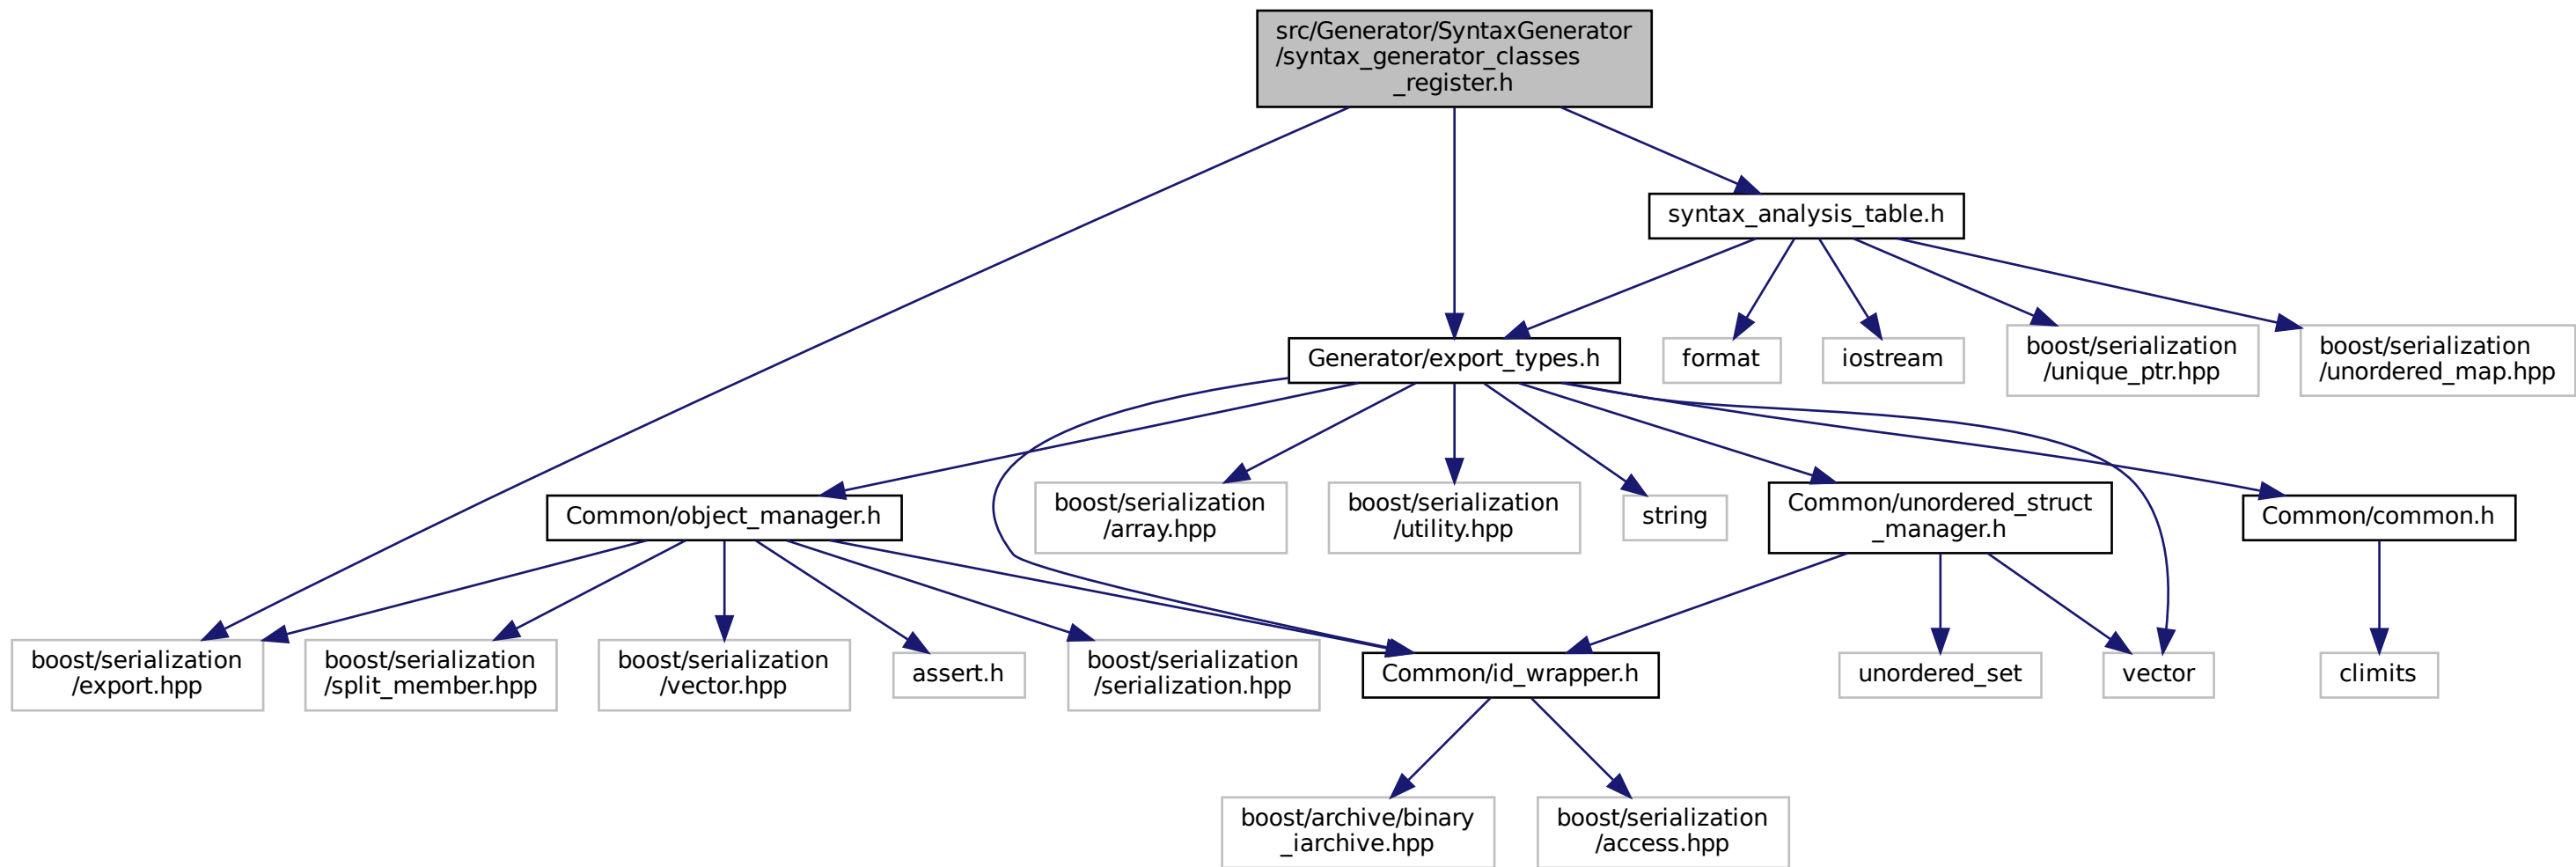 src/Generator/SyntaxGenerator
/syntax_generator_classes
_register.h
syntax_analysis_table.h
Generator/export_types.h
format
iostream
boost/serialization
/unique_ptr.hpp
boost/serialization
/unordered_map.hpp
Common/object_manager.h
boost/serialization
/array.hpp
boost/serialization
/utility.hpp
string
Common/unordered_struct
_manager.h
Common/common.h
boost/serialization
/export.hpp
boost/serialization
/split_member.hpp
boost/serialization
/vector.hpp
assert.h
boost/serialization
/serialization.hpp
Common/id_wrapper.h
unordered_set
vector
climits
boost/archive/binary
_iarchive.hpp
boost/serialization
/access.hpp